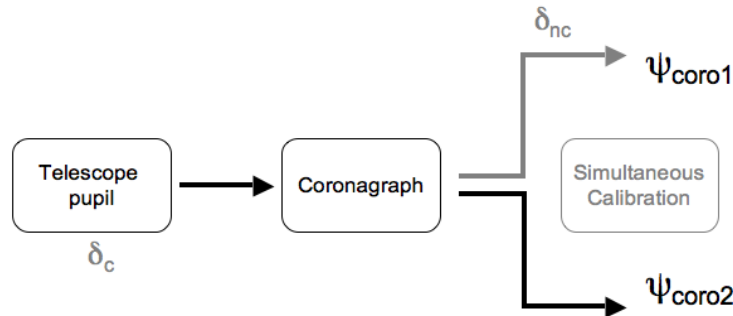 δnc
Ψcoro1
Telescope
pupil
Coronagraph
Simultaneous
Calibration
δc
Ψcoro2